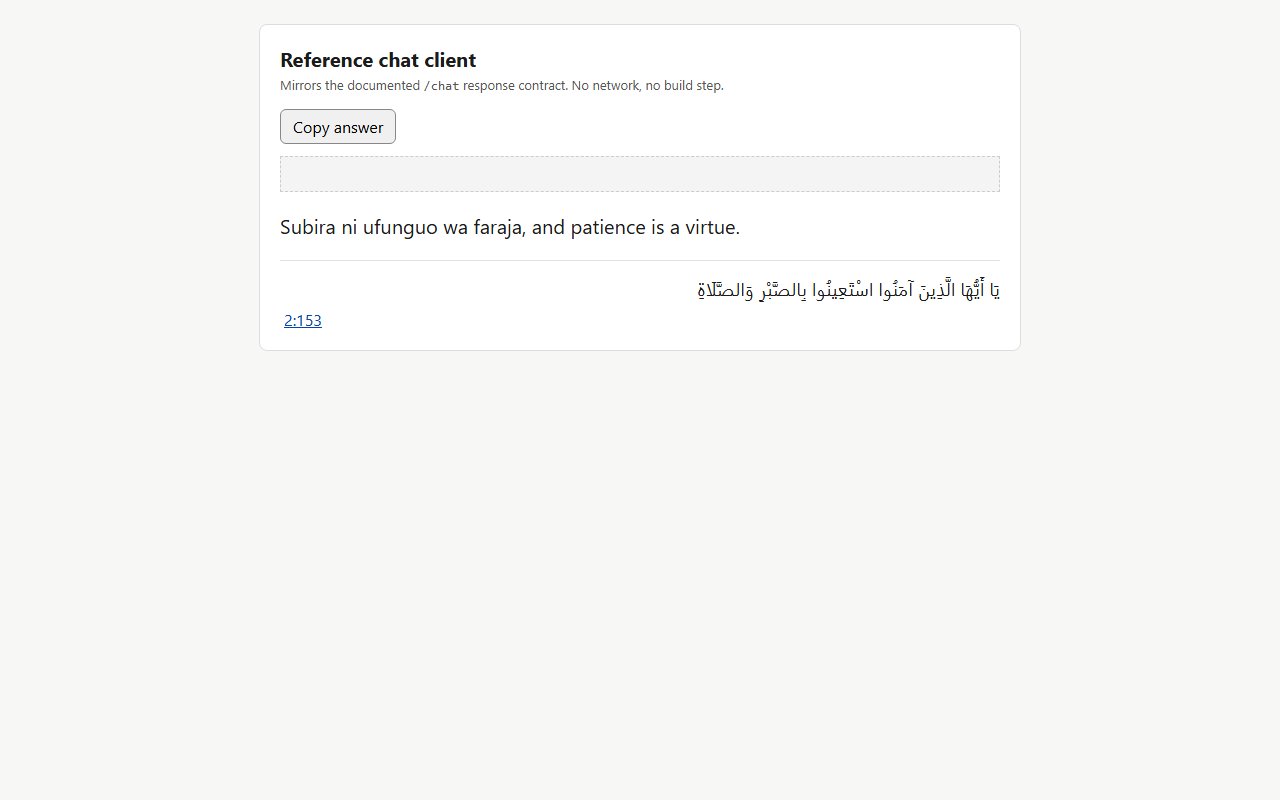 Reference chat client
Mirrors the documented /chat response contract. No network, no build step.
Copy answer
Subira ni ufunguo wa faraja, and patience is a virtue.
يَا أَيُّهَا الَّذِينَ آمَنُوا اسْتَعِينُوا بِالصَّبْرِ وَالصَّلَاةِ
2:153